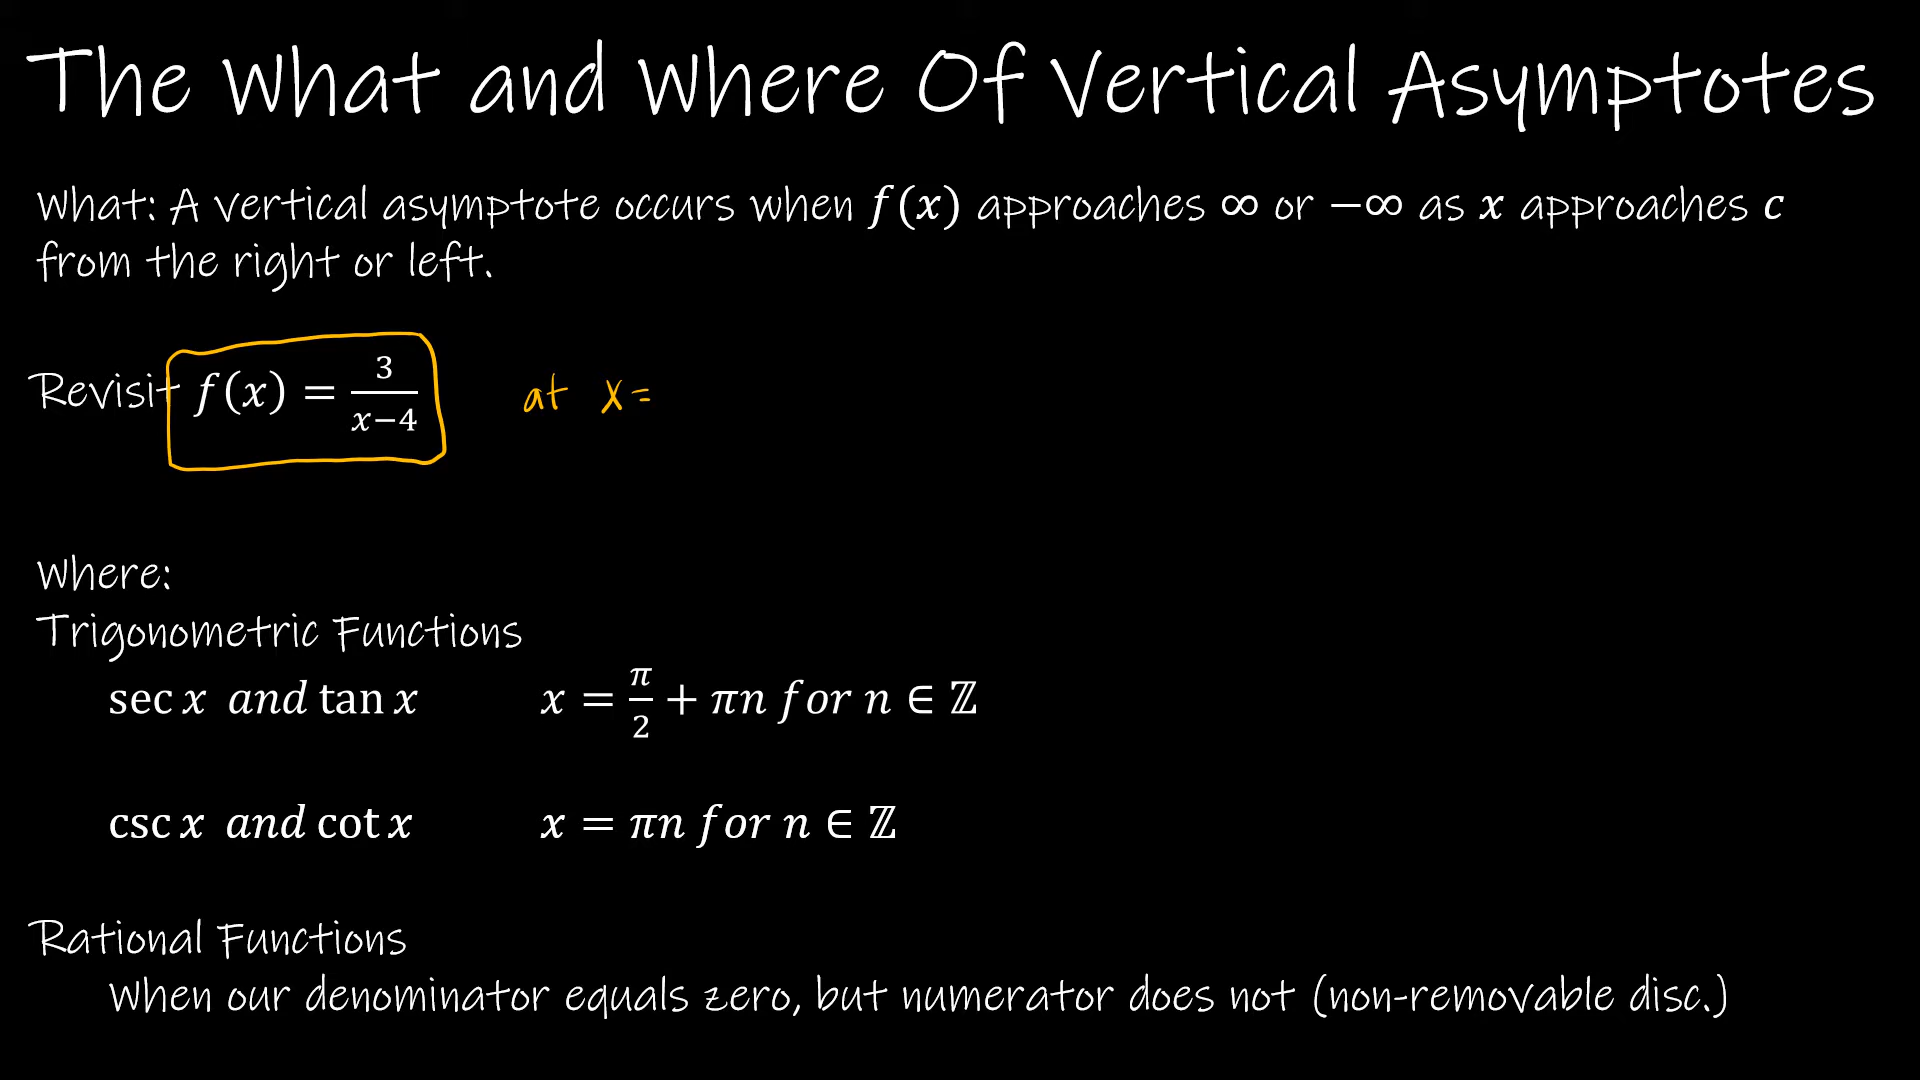 The What and Where Of Vertical Asymptotes
What: A vertical asymptote occurs when f(x) approaches ∞ or −∞ as x approaches c
from the right or left.
Revisit f(x) = 3/(x−4) at x=
Where:
Trigonometric Functions
sec x and tan x x = π/2 + πn for n ∈ ℤ
csc x and cot x x = πn for n ∈ ℤ
Rational Functions
When our denominator equals zero, but numerator does not (non-removable disc.)